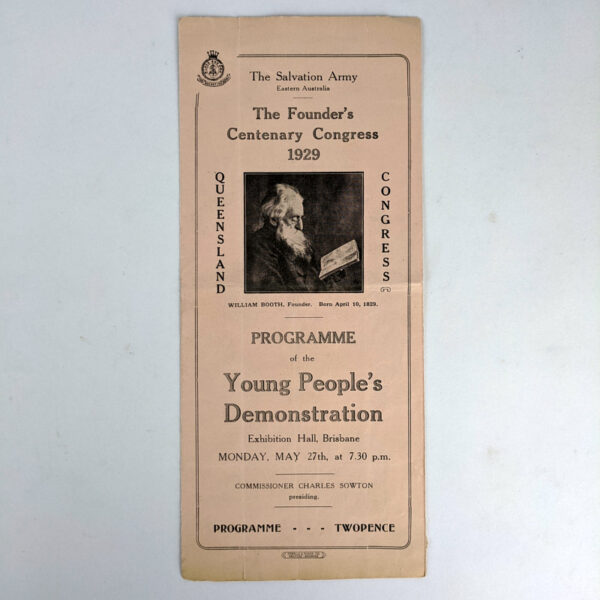 The Salvation Army
Eastern Australia
The Founder's
Centenary Congress
1929
QUEENSLAND
CONGRESS
WILLIAM BOOTH, Founder. Born April 10, 1829.
PROGRAMME
of the
Young People's
Demonstration
Exhibition Hall, Brisbane
MONDAY, MAY 27th, at 7.30 p.m.
COMMISSIONER CHARLES SOWTON
presiding.
PROGRAMME - - - TWOPENCE